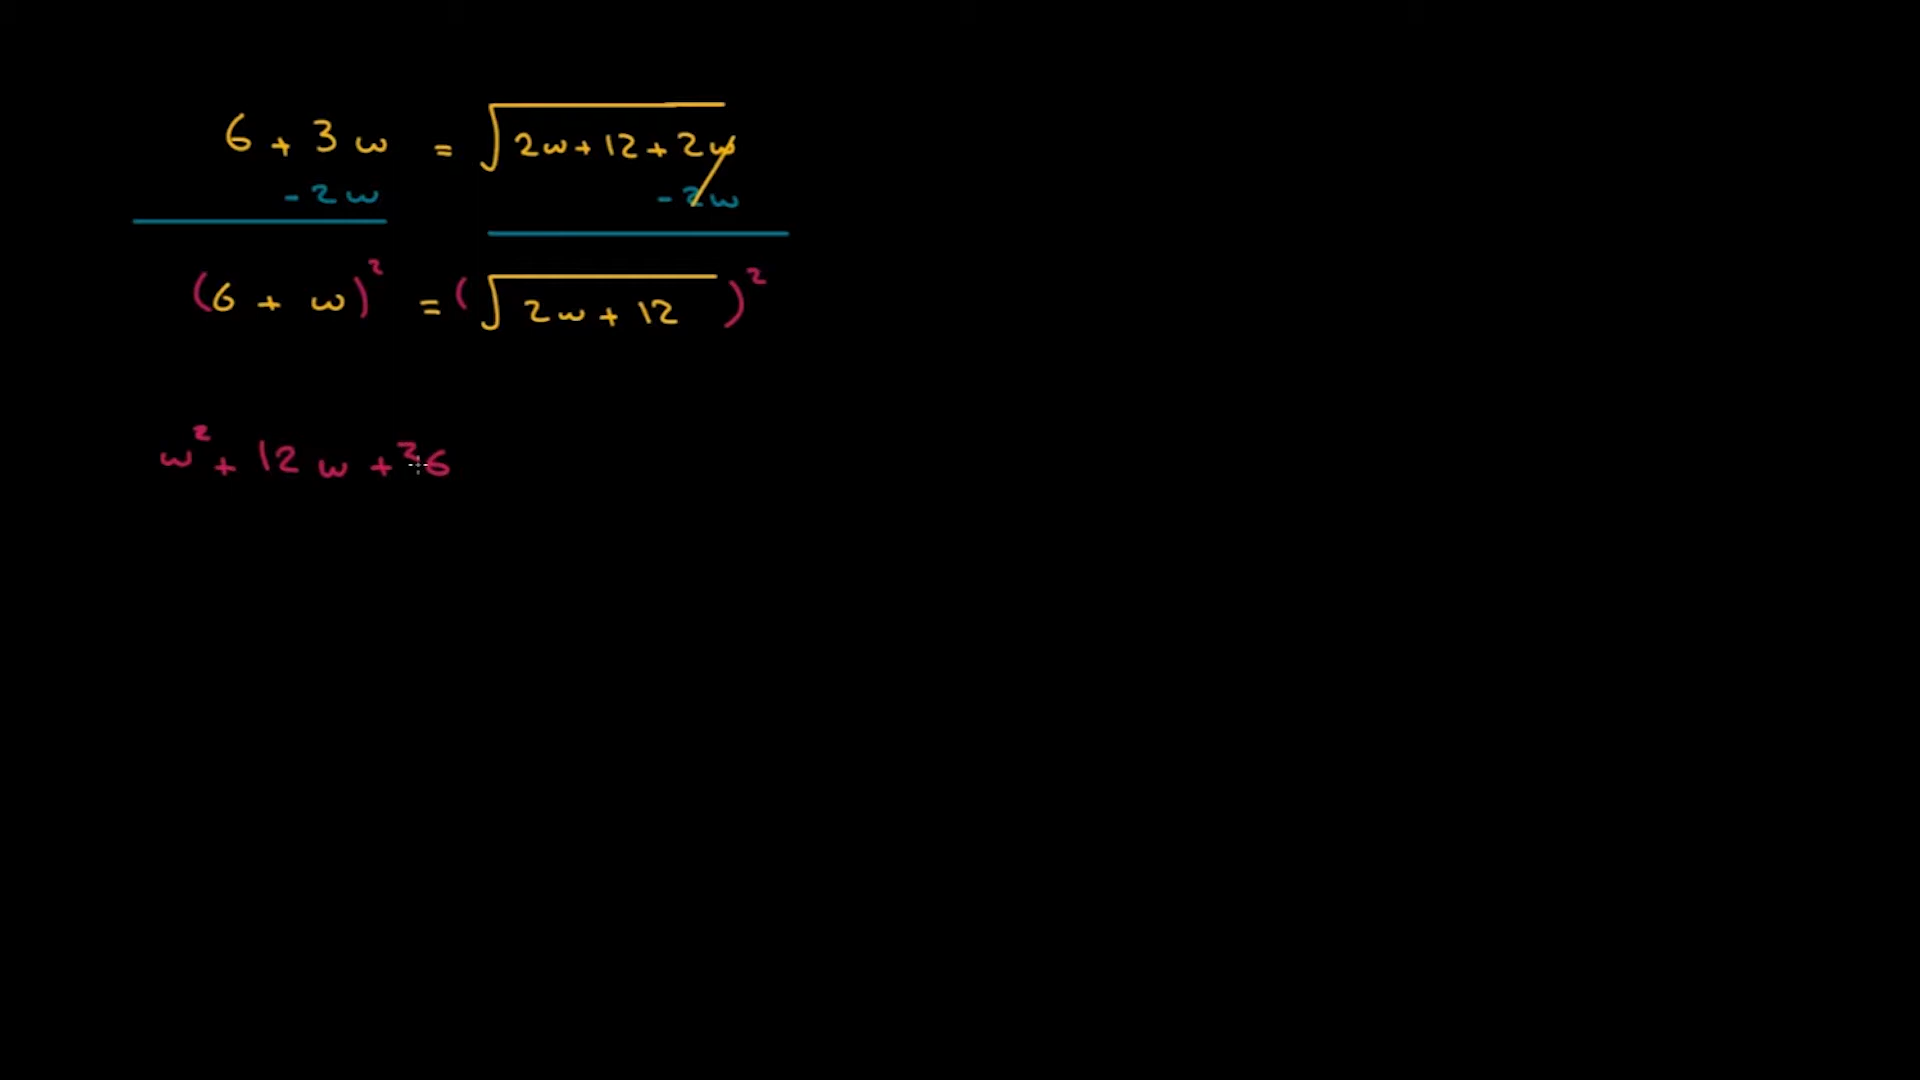 6 + 3w = √2w + 12 + 2w
- 2w - 2w
(6 + w)² = (√2w + 12)²
w² + 12w + 36